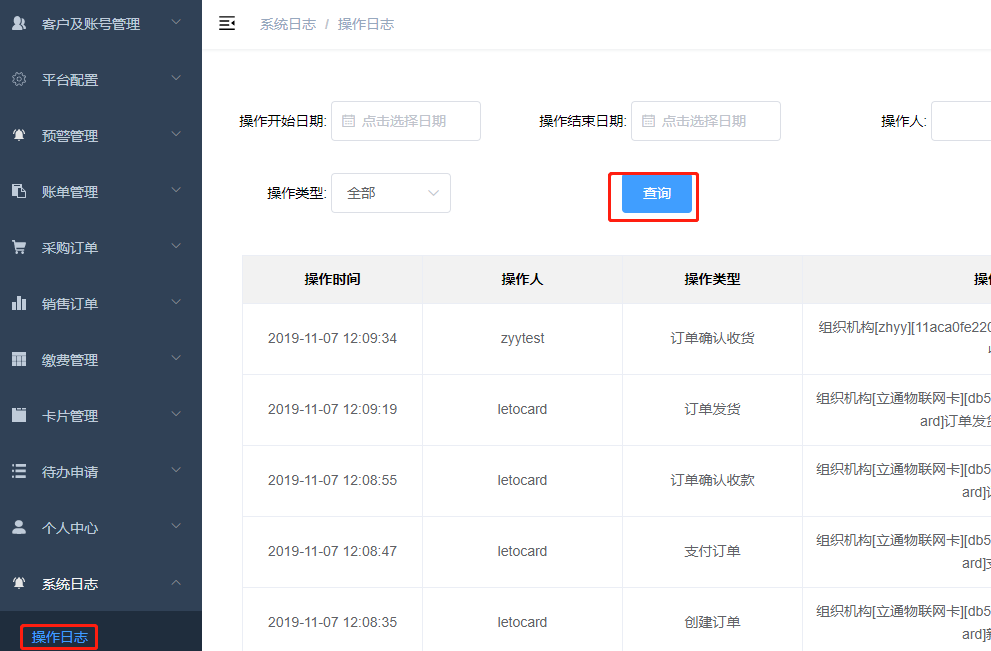 客户及账号管理
平台配置
预警管理
账单管理
采购订单
销售订单
缴费管理
卡片管理
待办申请
个人中心
系统日志
操作日志
系统日志 / 操作日志
操作开始日期: 点击选择日期 操作结束日期: 点击选择日期 操作人:
操作类型: 全部 查询
操作时间 操作人 操作类型 操
2019-11-07 12:09:34 zyytest 订单确认收货 组织机构[zhyy][11aca0fe220
2019-11-07 12:09:19 letocard 订单发货 组织机构[立通物联网卡][db5
ard]订单发货
2019-11-07 12:08:55 letocard 订单确认收款 组织机构[立通物联网卡][db5
ard]
2019-11-07 12:08:47 letocard 支付订单 组织机构[立通物联网卡][db5
ard]
2019-11-07 12:08:35 letocard 创建订单 组织机构[立通物联网卡][db5
ard]